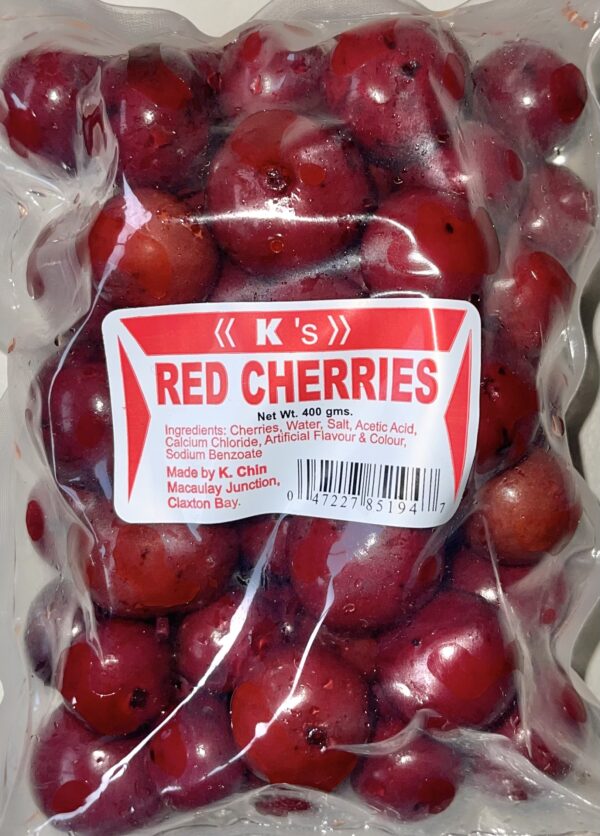 《 K 's 》
RED CHERRIES
Net Wt. 400 gms.
Ingredients: Cherries, Water, Salt, Acetic Acid,
Calcium Chloride, Artificial Flavour & Colour,
Sodium Benzoate
Made by K. Chin
Macaulay Junction,
Claxton Bay.
0 47227 85194 7